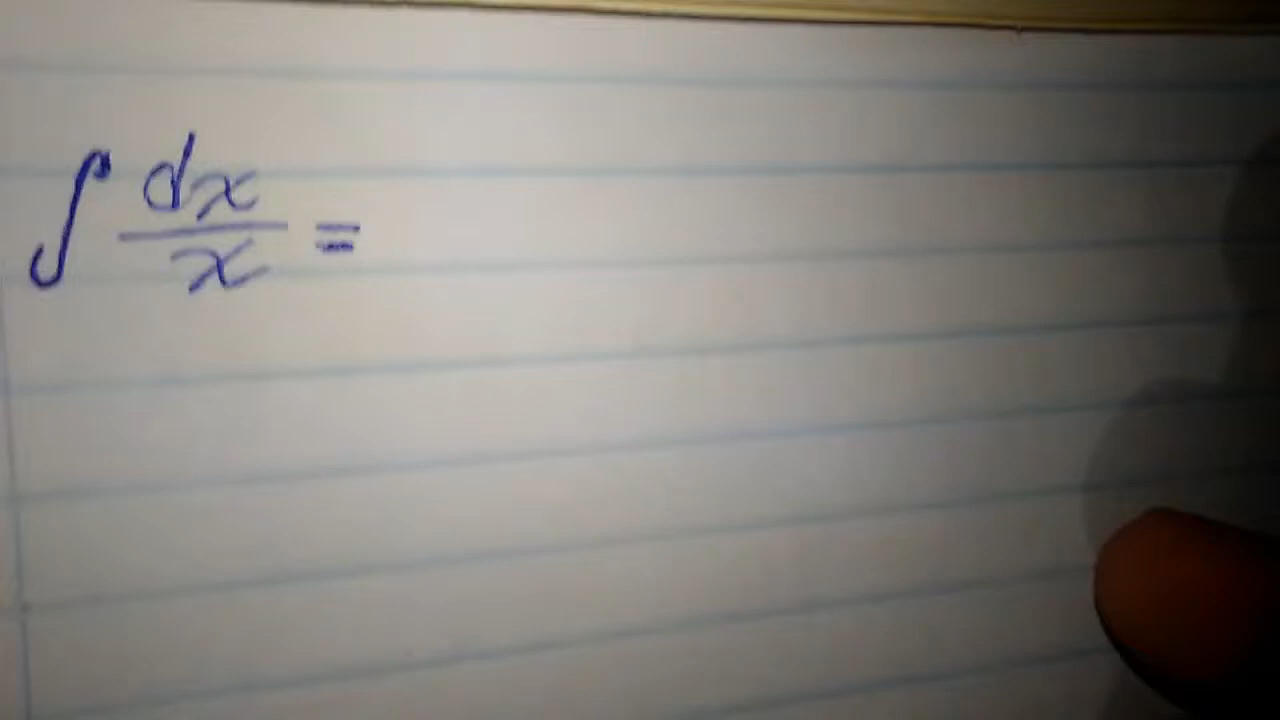 ∫ dx/x =